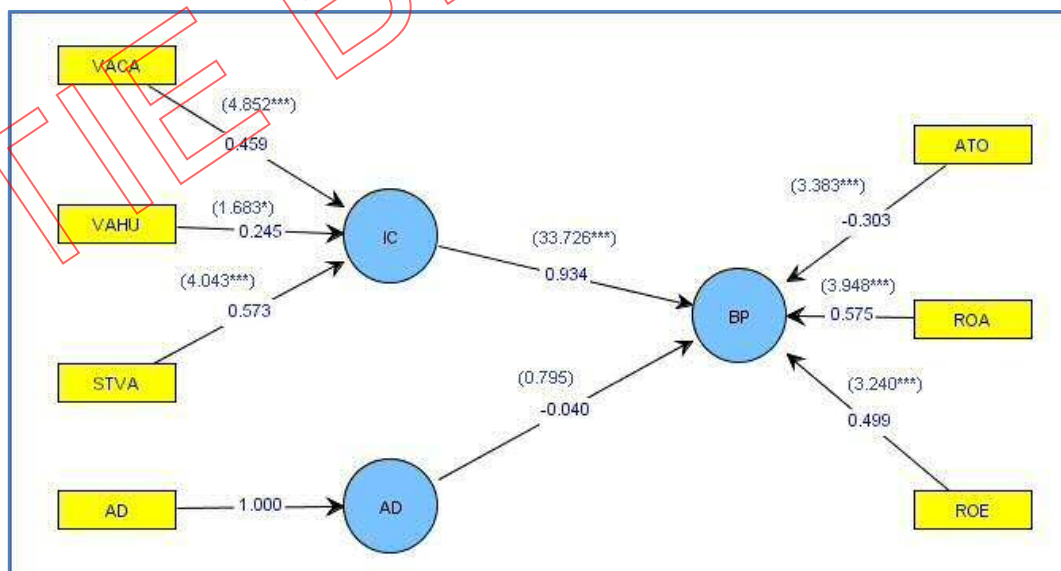 VACA
(4.852***)
0.459
VAHU
(1.683*)
0.245
(4.043***)
0.573
STVA
IC
(33.726***)
0.934
AD
1.000
AD
(0.795)
-0.040
BP
ATO
(3.383***)
-0.303
(3.948***)
0.575
ROA
(3.240***)
0.499
ROE